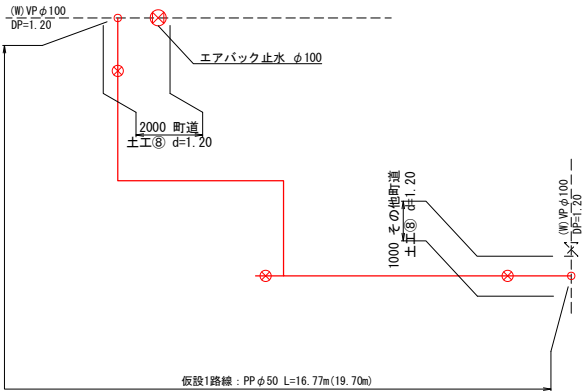 (W)VPφ100
DP=1.20
エアバック止水 φ100
2000 町道
土工⑧ d=1.20
1000 その他町道
土工⑧ d=1.20
(W)VPφ100
DP=1.20
仮設1路線：PPφ50 L=16.77m(19.70m)